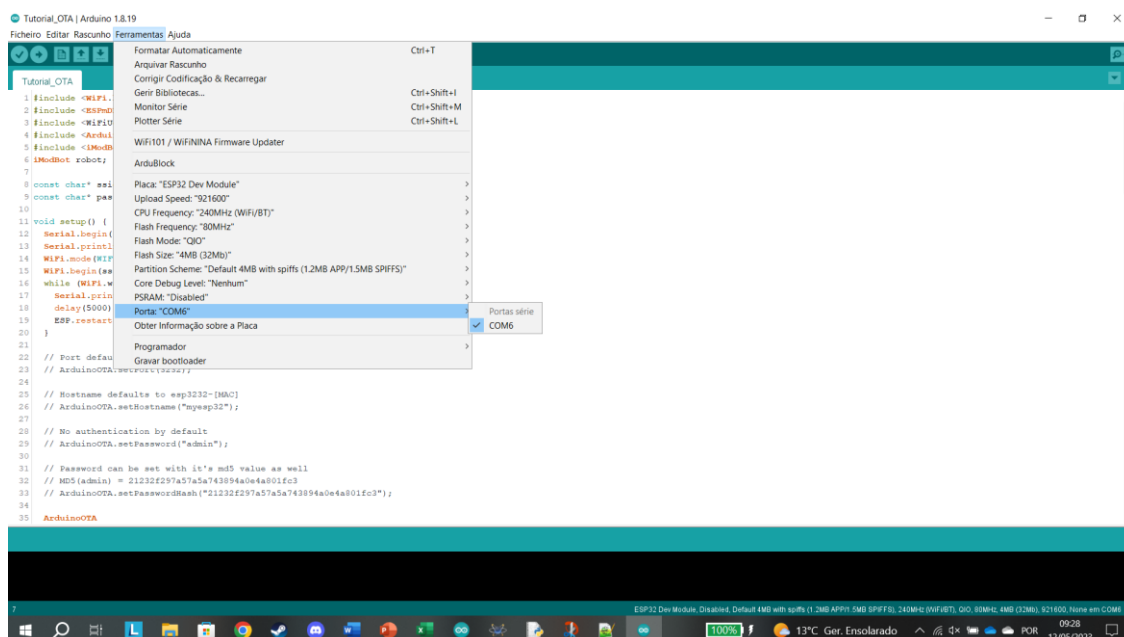 Tutorial_OTA | Arduino 1.8.19
Ficheiro Editar Rascunho Ferramentas Ajuda
Tutorial_OTA
Formatar Automaticamente Ctrl+T
Arquivar Rascunho
Corrigir Codificação & Recarregar
Gerir Bibliotecas... Ctrl+Shift+I
Monitor Série Ctrl+Shift+M
Plotter Série Ctrl+Shift+L
WiFi101 / WiFiNINA Firmware Updater
ArduBlock
Placa: "ESP32 Dev Module"
Upload Speed: "921600"
CPU Frequency: "240MHz (WiFi/BT)"
Flash Frequency: "80MHz"
Flash Mode: "QIO"
Flash Size: "4MB (32Mb)"
Partition Scheme: "Default 4MB with spiffs (1.2MB APP/1.5MB SPIFFS)"
Core Debug Level: "Nenhum"
PSRAM: "Disabled"
Porta: "COM6"
Obter Informação sobre a Placa
Programador
Gravar bootloader
Portas série
COM6
1 #include <WiFi.
2 #include <ESPmD
3 #include <WiFiU
4 #include <Ardui
5 #include <iModB
6 iModBot robot;
7
8 const char* ssi
9 const char* pas
10
11 void setup() {
12 Serial.begin(
13 Serial.printl
14 WiFi.mode(WIF
15 WiFi.begin(ss
16 while (WiFi.w
17 Serial.prin
18 delay(5000)
19 ESP.restart
20 }
21
22 // Port defau
23 // ArduinoOTA.setPort(3232);
24
25 // Hostname defaults to esp3232-[MAC]
26 // ArduinoOTA.setHostname("myesp32");
27
28 // No authentication by default
29 // ArduinoOTA.setPassword("admin");
30
31 // Password can be set with it's md5 value as well
32 // MD5(admin) = 21232f297a57a5a743894a0e4a801fc3
33 // ArduinoOTA.setPasswordHash("21232f297a57a5a743894a0e4a801fc3");
34
35 ArduinoOTA
7
ESP32 Dev Module, Disabled, Default 4MB with spiffs (1.2MB APP/1.5MB SPIFFS), 240MHz (WiFi/BT), QIO, 80MHz, 4MB (32Mb), 921600, None em COM6
100% 13°C Ger. Ensolarado POR 09:28
12/05/2023